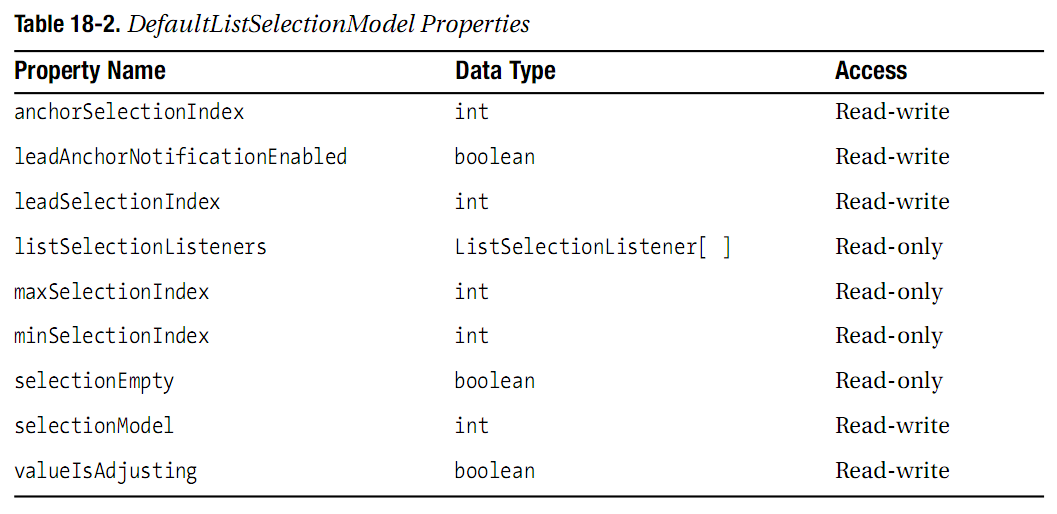 Table 18-2. DefaultListSelectionModel Properties
Property Name Data Type Access
anchorSelectionIndex int Read-write
leadAnchorNotificationEnabled boolean Read-write
leadSelectionIndex int Read-write
listSelectionListeners ListSelectionListener[ ] Read-only
maxSelectionIndex int Read-only
minSelectionIndex int Read-only
selectionEmpty boolean Read-only
selectionModel int Read-write
valueIsAdjusting boolean Read-write